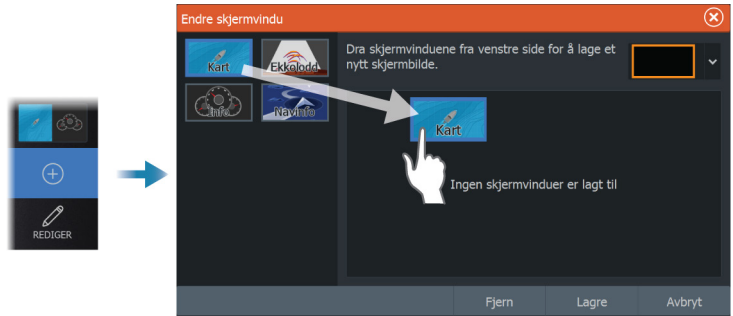 Endre skjermvindu
Kart
Ekkolodd
Info
Navinfo
Dra skjermvinduene fra venstre side for å lage et
nytt skjermbilde.
Kart
Ingen skjermvinduer er lagt til
REDIGER
Fjern
Lagre
Avbryt